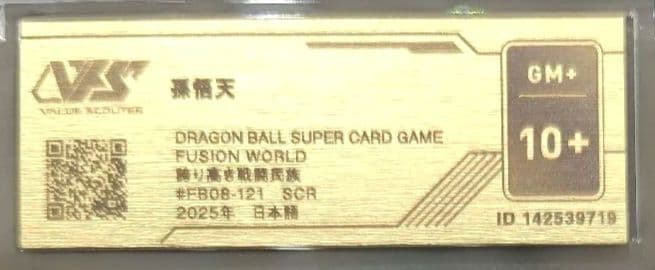 VS
VALUE SCOUTER
孫悟天
DRAGON BALL SUPER CARD GAME
FUSION WORLD
誇り高き戦闘民族
#FB08-121 SCR
2025年 日本語
GM+
10+
ID 142539719